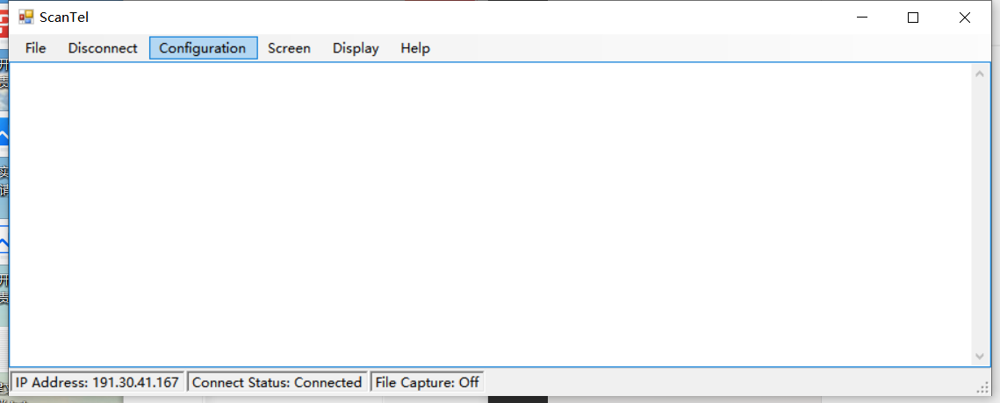 ScanTel
File Disconnect Configuration Screen Display Help
开
IP Address: 191.30.41.167 Connect Status: Connected File Capture: Off